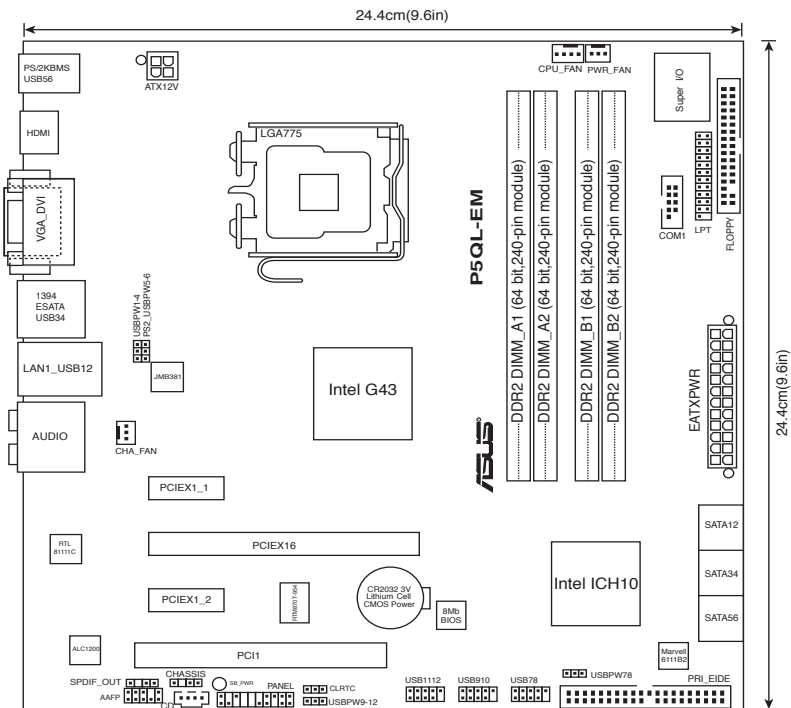 24.4cm(9.6in)
PS/2KBMS
USB56
ATX12V
CPU_FAN
PWR_FAN
Super I/O
HDMI
LGA775
VGA_DVI
P5QL-EM
DDR2 DIMM_A1 (64 bit,240-pin module)
DDR2 DIMM_A2 (64 bit,240-pin module)
DDR2 DIMM_B1 (64 bit,240-pin module)
DDR2 DIMM_B2 (64 bit,240-pin module)
COM1
LPT
FLOPPY
1394
ESATA
USB34
USBPW1-4
PS2_USBPW5-6
LAN1_USB12
JMB381
Intel G43
EATXPWR
24.4cm(9.6in)
AUDIO
CHA_FAN
ASUS
PCIEX1_1
SATA12
RTL
8111C
PCIEX16
Intel ICH10
SATA34
CR2032 3V
Lithium Cell
CMOS Power
PCIEX1_2
8Mb
BIOS
SATA56
ALC1200
PCI1
Marvell
6111B2
SPDIF_OUT
CHASSIS
SB_PWR
PANEL
CLRTC
USB1112
USB910
USB78
USBPW78
PRI_EIDE
AAFP
CD
USBPW9-12